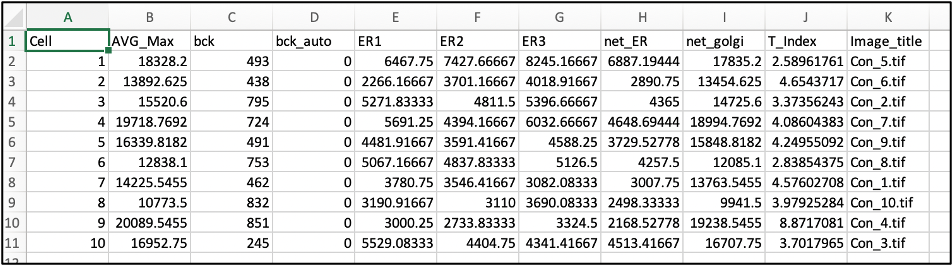 A B C D E F G H I J K
1 Cell AVG_Max bck bck_auto ER1 ER2 ER3 net_ER net_golgi T_Index Image_title
2 1 18328.2 493 0 6467.75 7427.66667 8245.16667 6887.19444 17835.2 2.58961761 Con_5.tif
3 2 13892.625 438 0 2266.16667 3701.16667 4018.91667 2890.75 13454.625 4.6543717 Con_6.tif
4 3 15520.6 795 0 5271.83333 4811.5 5396.66667 4365 14725.6 3.37356243 Con_2.tif
5 4 19718.7692 724 0 5691.25 4394.16667 6032.66667 4648.69444 18994.7692 4.08604383 Con_7.tif
6 5 16339.8182 491 0 4481.91667 3591.41667 4588.25 3729.52778 15848.8182 4.24955092 Con_9.tif
7 6 12838.1 753 0 5067.16667 4837.83333 5126.5 4257.5 12085.1 2.83854375 Con_8.tif
8 7 14225.5455 462 0 3780.75 3546.41667 3082.08333 3007.75 13763.5455 4.57602708 Con_1.tif
9 8 10773.5 832 0 3190.91667 3110 3690.08333 2498.33333 9941.5 3.97925284 Con_10.tif
10 9 20089.5455 851 0 3000.25 2733.83333 3324.5 2168.52778 19238.5455 8.8717081 Con_4.tif
11 10 16952.75 245 0 5529.08333 4404.75 4341.41667 4513.41667 16707.75 3.7017965 Con_3.tif